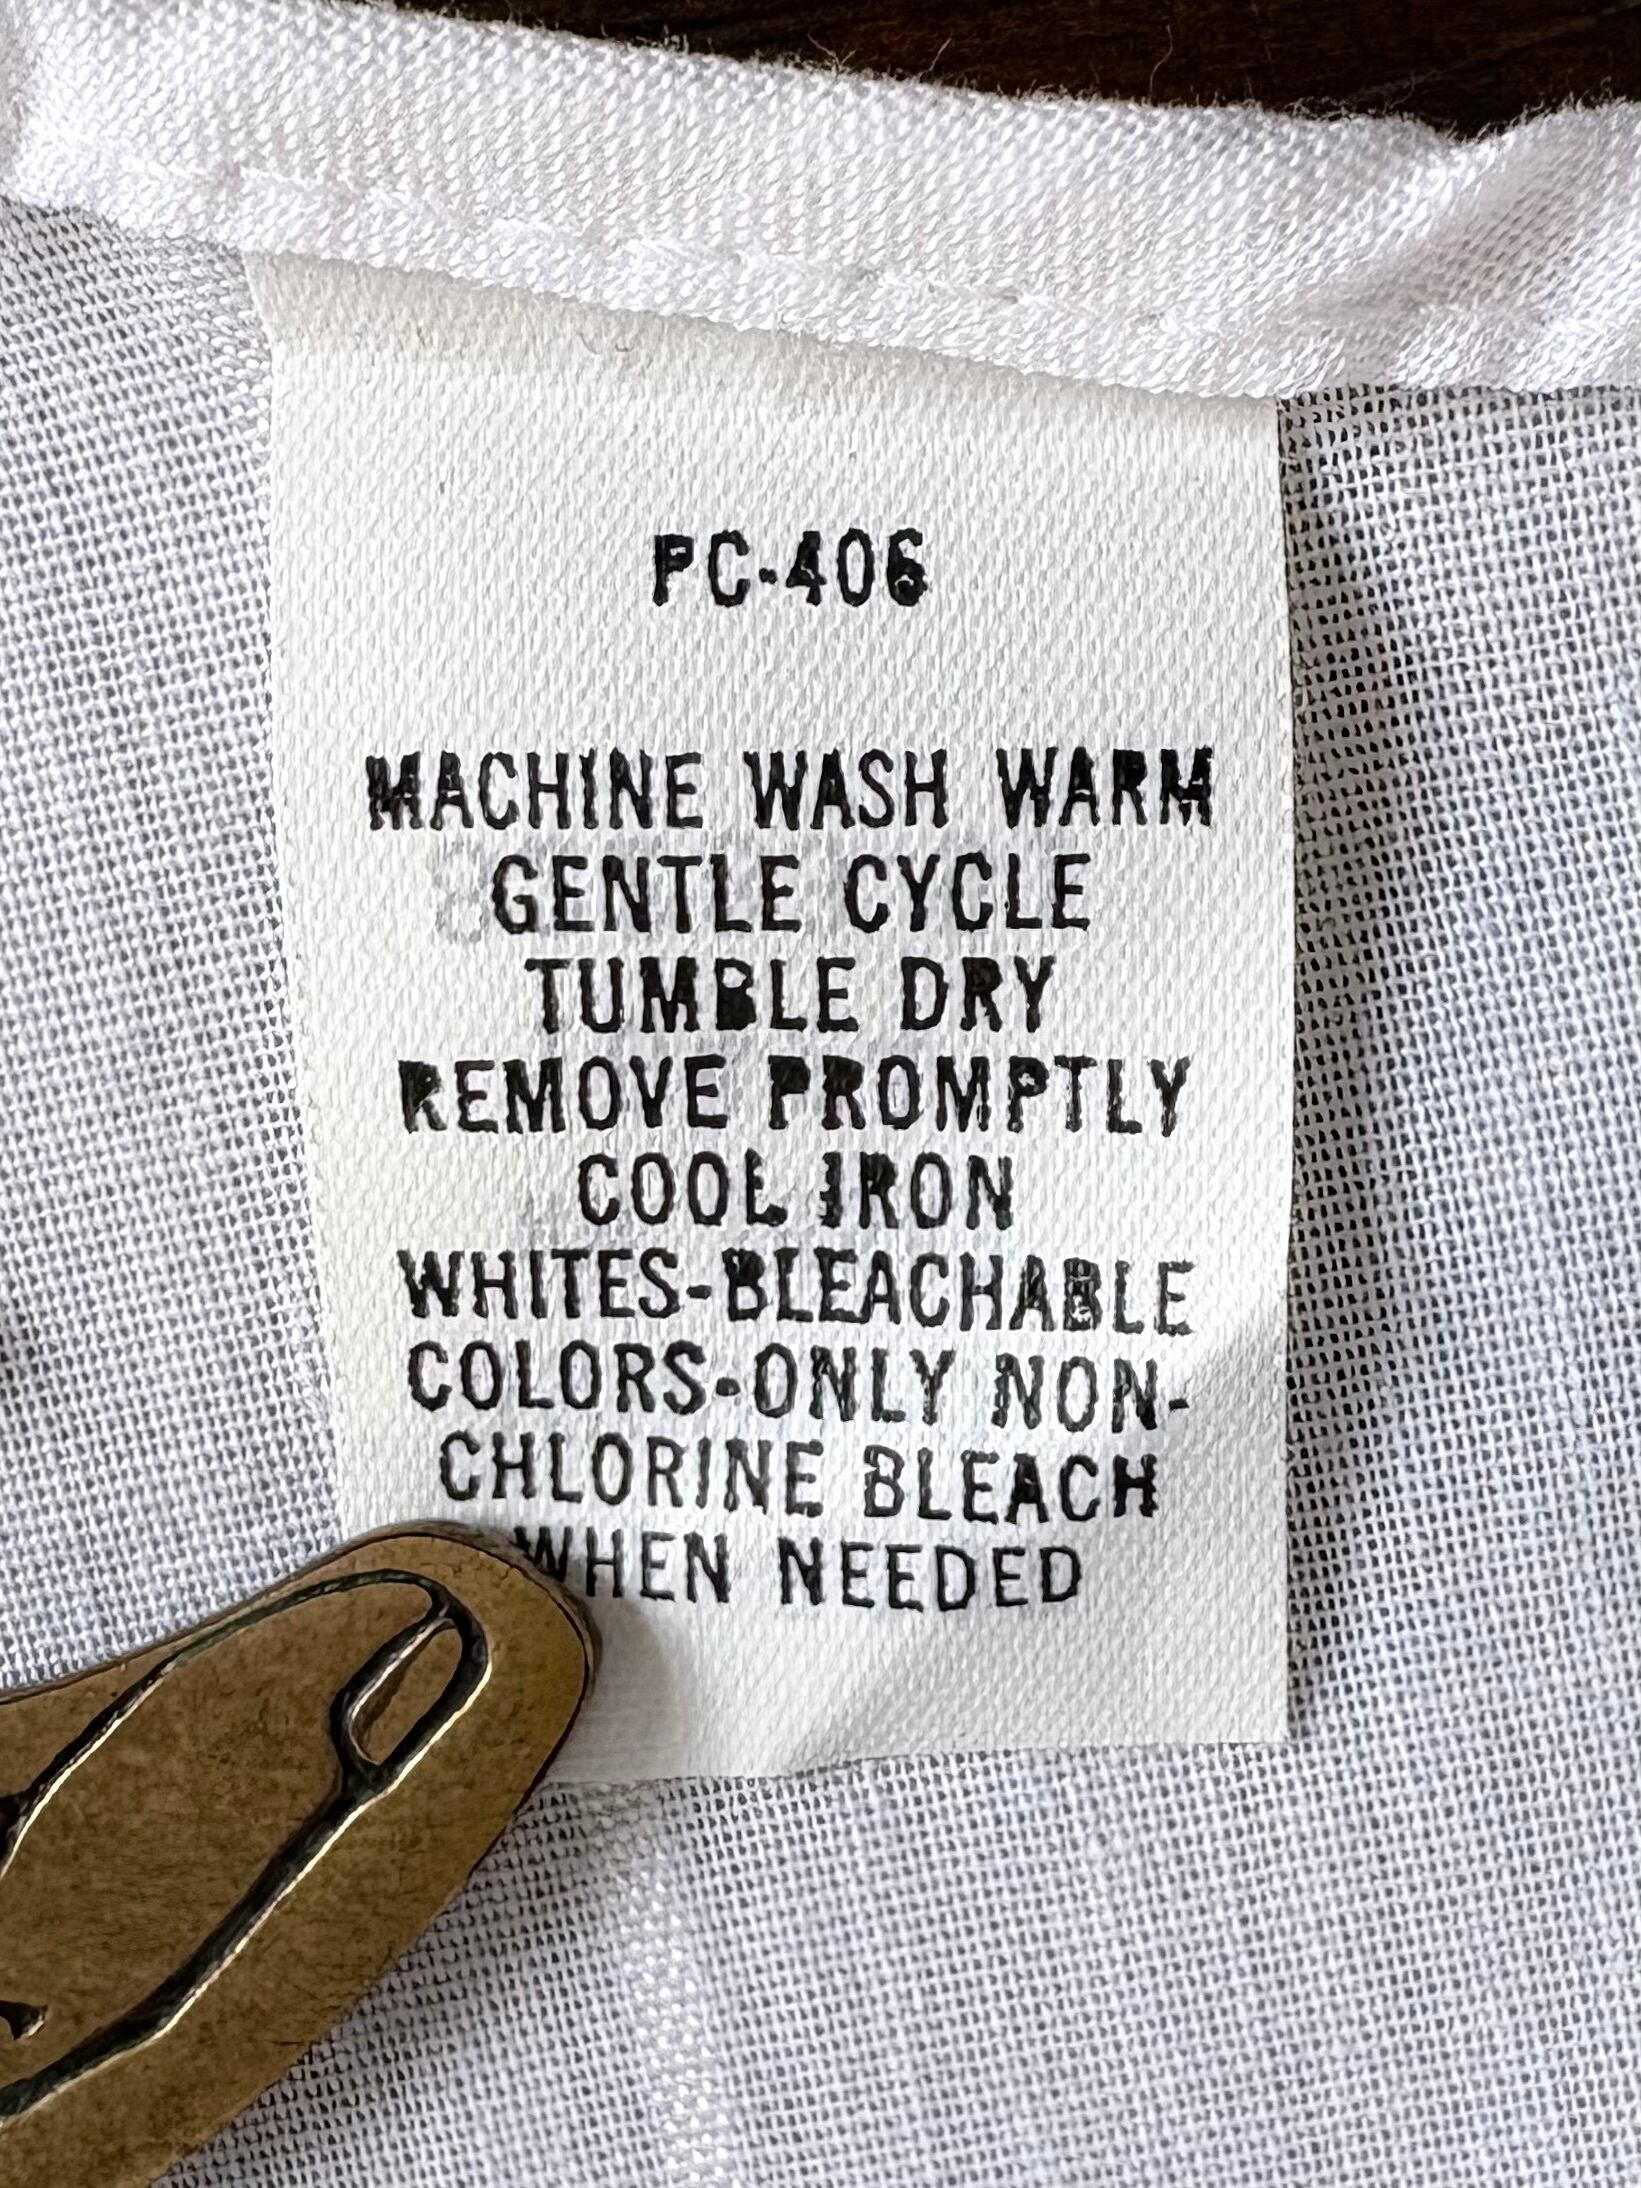 PC-406
MACHINE WASH WARM
GENTLE CYCLE
TUMBLE DRY
REMOVE PROMPTLY
COOL IRON
WHITES-BLEACHABLE
COLORS-ONLY NON-
CHLORINE BLEACH
WHEN NEEDED